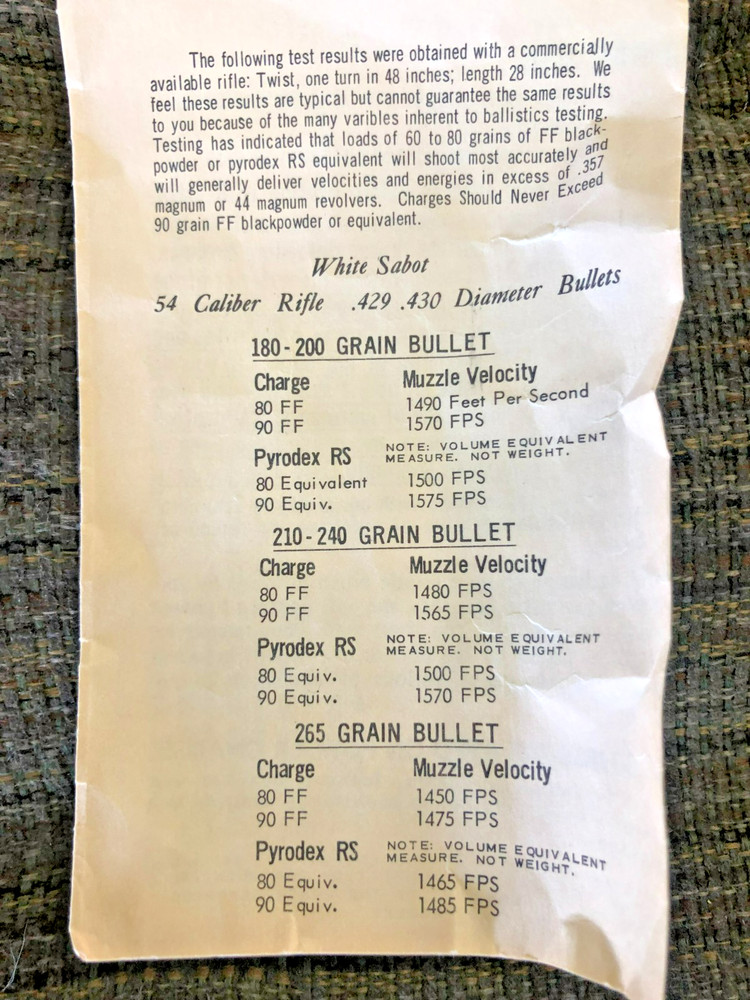 The following test results were obtained with a commercially
available rifle: Twist, one turn in 48 inches; length 28 inches. We
feel these results are typical but cannot guarantee the same results
to you because of the many varibles inherent to ballistics testing.
Testing has indicated that loads of 60 to 80 grains of FF black-
powder or pyrodex RS equivalent will shoot most accurately and
will generally deliver velocities and energies in excess of .357
magnum or 44 magnum revolvers. Charges Should Never Exceed
90 grain FF blackpowder or equivalent.
White Sabot
54 Caliber Rifle .429 .430 Diameter Bullets
180-200 GRAIN BULLET
Charge Muzzle Velocity
80 FF 1490 Feet Per Second
90 FF 1570 FPS
Pyrodex RS NOTE: VOLUME EQUIVALENT
MEASURE. NOT WEIGHT.
80 Equivalent 1500 FPS
90 Equiv. 1575 FPS
210-240 GRAIN BULLET
Charge Muzzle Velocity
80 FF 1480 FPS
90 FF 1565 FPS
Pyrodex RS NOTE: VOLUME EQUIVALENT
MEASURE. NOT WEIGHT.
80 Equiv. 1500 FPS
90 Equiv. 1570 FPS
265 GRAIN BULLET
Charge Muzzle Velocity
80 FF 1450 FPS
90 FF 1475 FPS
Pyrodex RS NOTE: VOLUME EQUIVALENT
MEASURE. NOT WEIGHT.
80 Equiv. 1465 FPS
90 Equiv. 1485 FPS